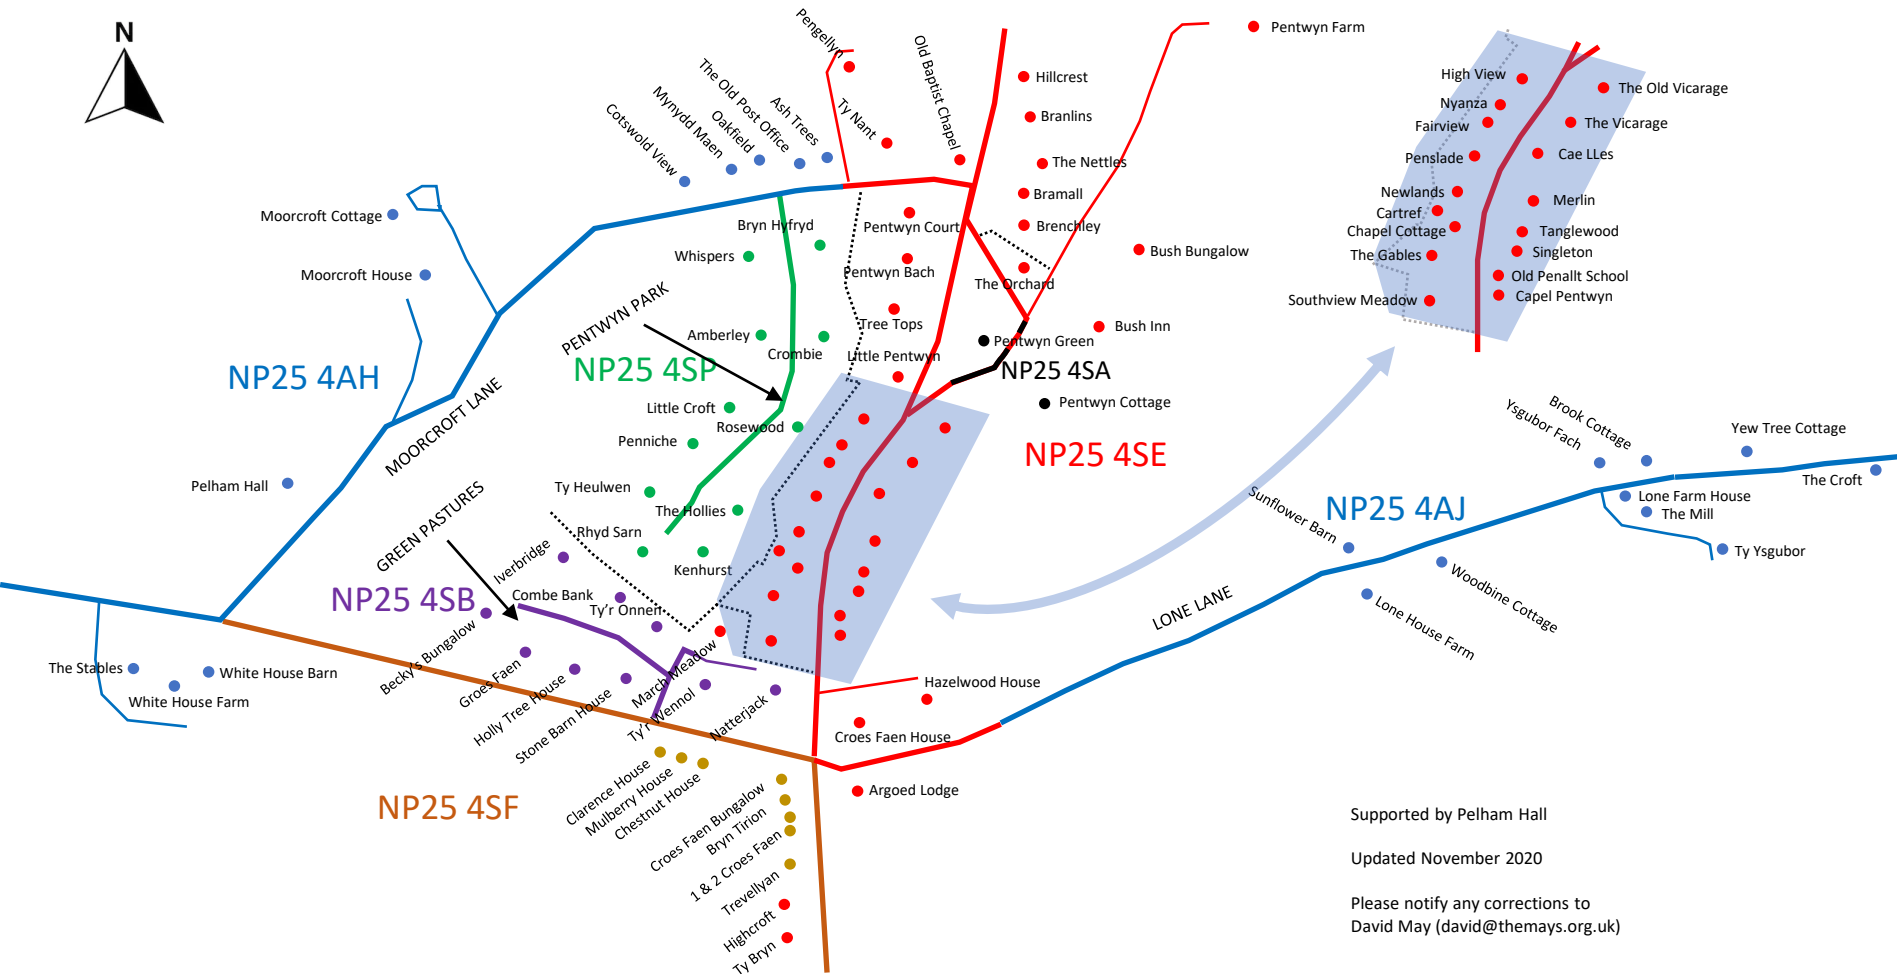 N
Pengellyn
Pentwyn Farm
Old Baptist Chapel
The Old Post Office
Ash Trees
Ty Nant
Mynydd Maen
Oakfield
Cotswold View
Hillcrest
Branlins
The Nettles
Bramall
Brenchley
High View
The Old Vicarage
Nyanza
Fairview
The Vicarage
Penslade
Cae LLes
Newlands
Merlin
Cartref
Chapel Cottage
Tanglewood
The Gables
Singleton
Old Penallt School
Southview Meadow
Capel Pentwyn
Moorcroft Cottage
Moorcroft House
Bryn Hyfryd
Whispers
Pentwyn Court
Pentwyn Bach
The Orchard
Bush Bungalow
PENTWYN PARK
Amberley
Crombie
Tree Tops
Little Pentwyn
Pentwyn Green
Bush Inn
NP25 4AH
NP25 4SP
NP25 4SA
Pentwyn Cottage
MOORCROFT LANE
Little Croft
Rosewood
Penniche
NP25 4SE
Pelham Hall
Ty Heulwen
The Hollies
GREEN PASTURES
Rhyd Sarn
Kenhurst
Iverbridge
NP25 4SB
Combe Bank
Ty'r Onnen
Becky's Bungalow
Groes Faen
Holly Tree House
Stone Barn House
March Meadow
Ty'r Wennol
Natterjack
The Stables
White House Barn
White House Farm
Brook Cottage
Ysgubor Fach
Yew Tree Cottage
The Croft
Sunflower Barn
NP25 4AJ
Lone Farm House
The Mill
Ty Ysgubor
Woodbine Cottage
Lone House Farm
LONE LANE
Hazelwood House
Croes Faen House
Argoed Lodge
NP25 4SF
Clarence House
Mulberry House
Chestnut House
Croes Faen Bungalow
Bryn Tirion
1 & 2 Croes Faen
Trevellyan
Highcroft
Ty Bryn
Supported by Pelham Hall
Updated November 2020
Please notify any corrections to
David May (david@themays.org.uk)